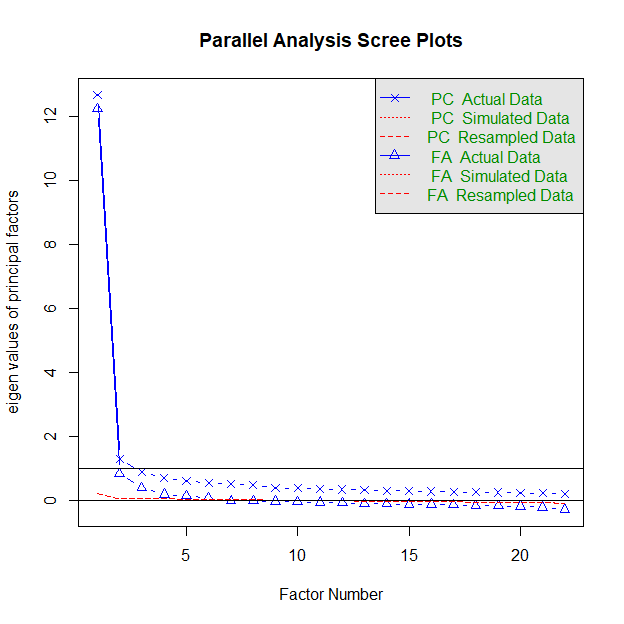 Parallel Analysis Scree Plots
PC Actual Data
PC Simulated Data
PC Resampled Data
FA Actual Data
FA Simulated Data
FA Resampled Data
eigen values of principal factors
12
10
8
6
4
2
0
5 10 15 20
Factor Number